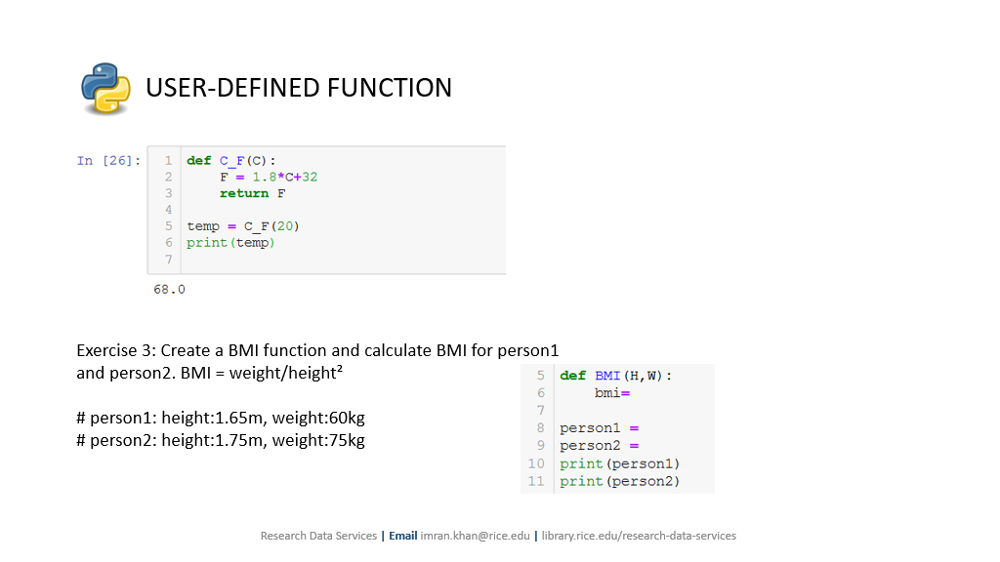 USER-DEFINED FUNCTION
In [26]:
1 def C_F(C):
2     F = 1.8*C+32
3     return F
4
5 temp = C_F(20)
6 print(temp)
7
68.0
Exercise 3: Create a BMI function and calculate BMI for person1
and person2. BMI = weight/height²
# person1: height:1.65m, weight:60kg
# person2: height:1.75m, weight:75kg
5 def BMI(H,W):
6     bmi=
7
8 person1 =
9 person2 =
10 print(person1)
11 print(person2)
Research Data Services | Email imran.khan@rice.edu | library.rice.edu/research-data-services